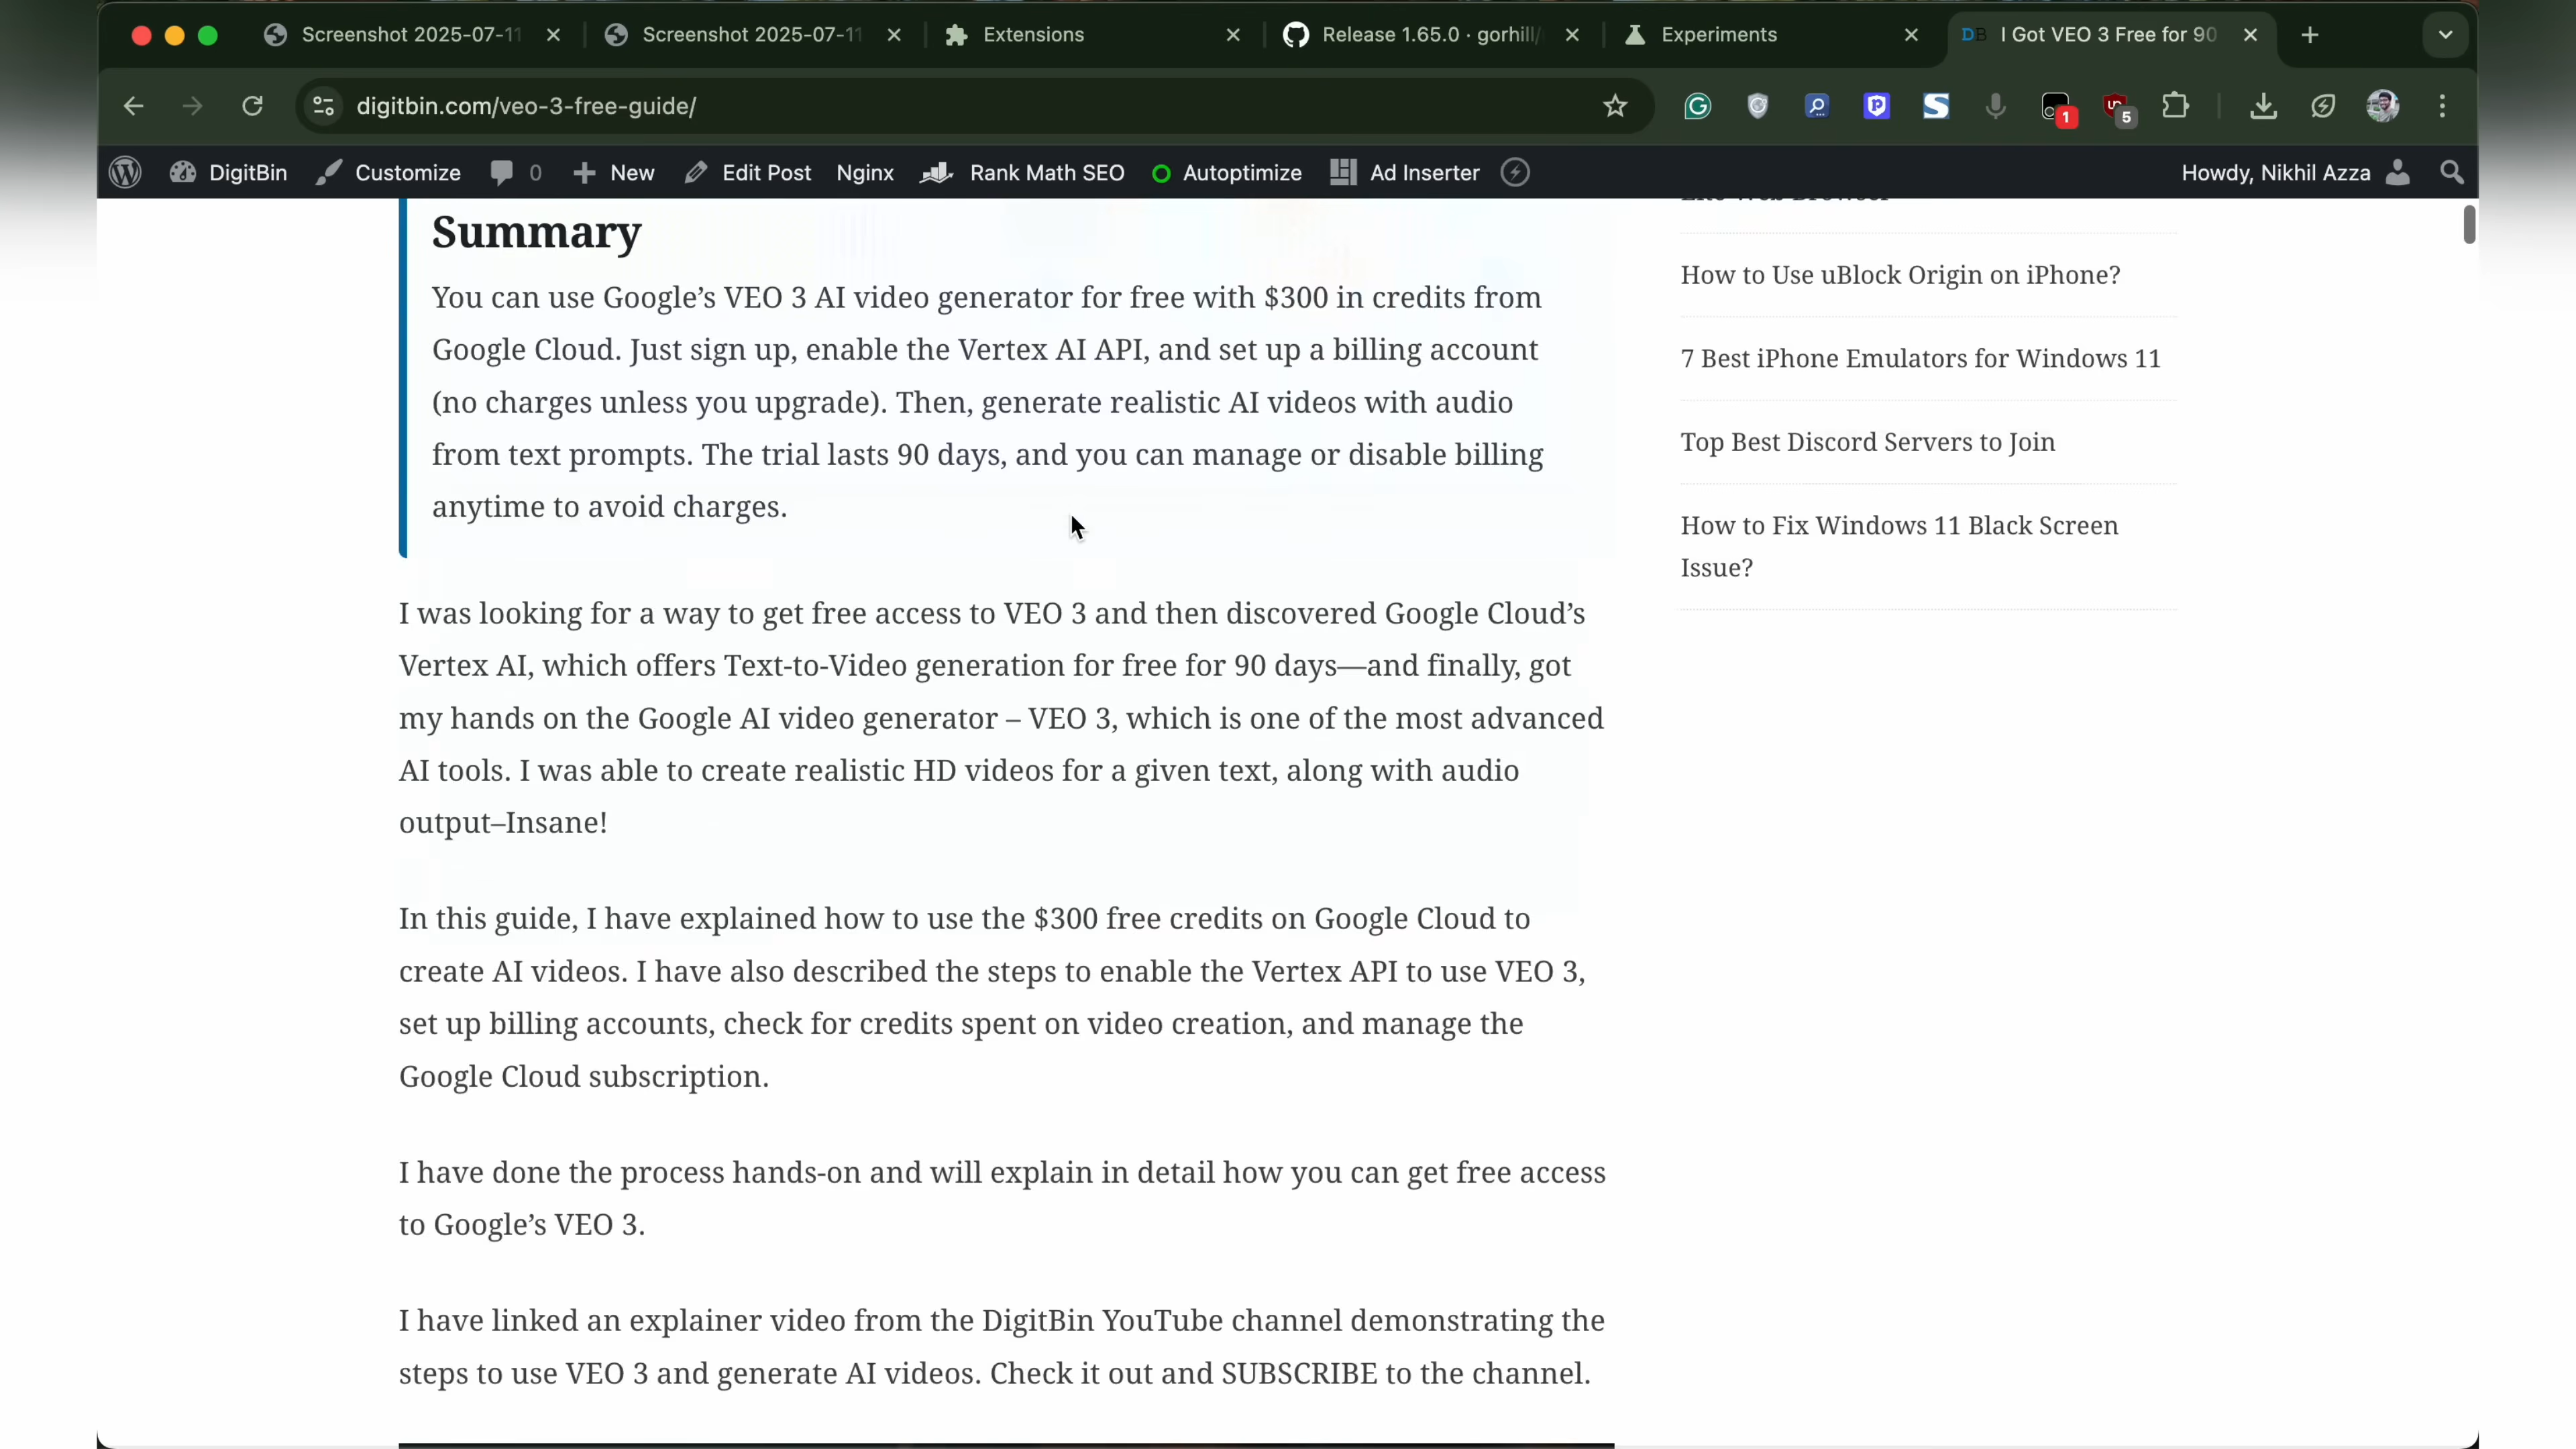 Screenshot 2025-07-11
Screenshot 2025-07-11
Extensions
Release 1.65.0 · gorhill/
Experiments
DB I Got VEO 3 Free for 90
digitbin.com/veo-3-free-guide/
1
5
DigitBin
Customize
0
New
Edit Post
Nginx
Rank Math SEO
Autoptimize
Ad Inserter
Howdy, Nikhil Azza
Summary
You can use Google’s VEO 3 AI video generator for free with $300 in credits from
Google Cloud. Just sign up, enable the Vertex AI API, and set up a billing account
(no charges unless you upgrade). Then, generate realistic AI videos with audio
from text prompts. The trial lasts 90 days, and you can manage or disable billing
anytime to avoid charges.
I was looking for a way to get free access to VEO 3 and then discovered Google Cloud’s
Vertex AI, which offers Text-to-Video generation for free for 90 days—and finally, got
my hands on the Google AI video generator – VEO 3, which is one of the most advanced
AI tools. I was able to create realistic HD videos for a given text, along with audio
output–Insane!
In this guide, I have explained how to use the $300 free credits on Google Cloud to
create AI videos. I have also described the steps to enable the Vertex API to use VEO 3,
set up billing accounts, check for credits spent on video creation, and manage the
Google Cloud subscription.
I have done the process hands-on and will explain in detail how you can get free access
to Google’s VEO 3.
I have linked an explainer video from the DigitBin YouTube channel demonstrating the
steps to use VEO 3 and generate AI videos. Check it out and SUBSCRIBE to the channel.
Web Browser
How to Use uBlock Origin on iPhone?
7 Best iPhone Emulators for Windows 11
Top Best Discord Servers to Join
How to Fix Windows 11 Black Screen
Issue?